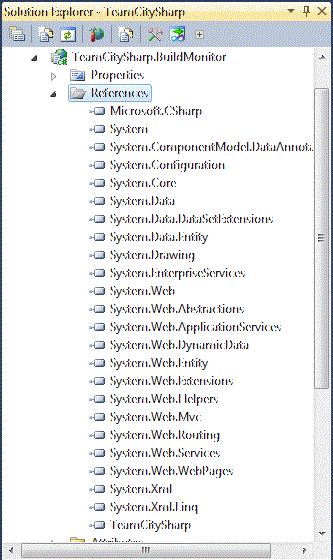 Solution Explorer - TeamCitySharp
TeamCitySharp.BuildMonitor
Properties
References
Microsoft.CSharp
System
System.ComponentModel.DataAnnota
System.Configuration
System.Core
System.Data
System.Data.DataSetExtensions
System.Data.Entity
System.Drawing
System.EnterpriseServices
System.Web
System.Web.Abstractions
System.Web.ApplicationServices
System.Web.DynamicData
System.Web.Entity
System.Web.Extensions
System.Web.Helpers
System.Web.Mvc
System.Web.Routing
System.Web.Services
System.Web.WebPages
System.Xml
System.Xml.Linq
TeamCitySharp
Attributes